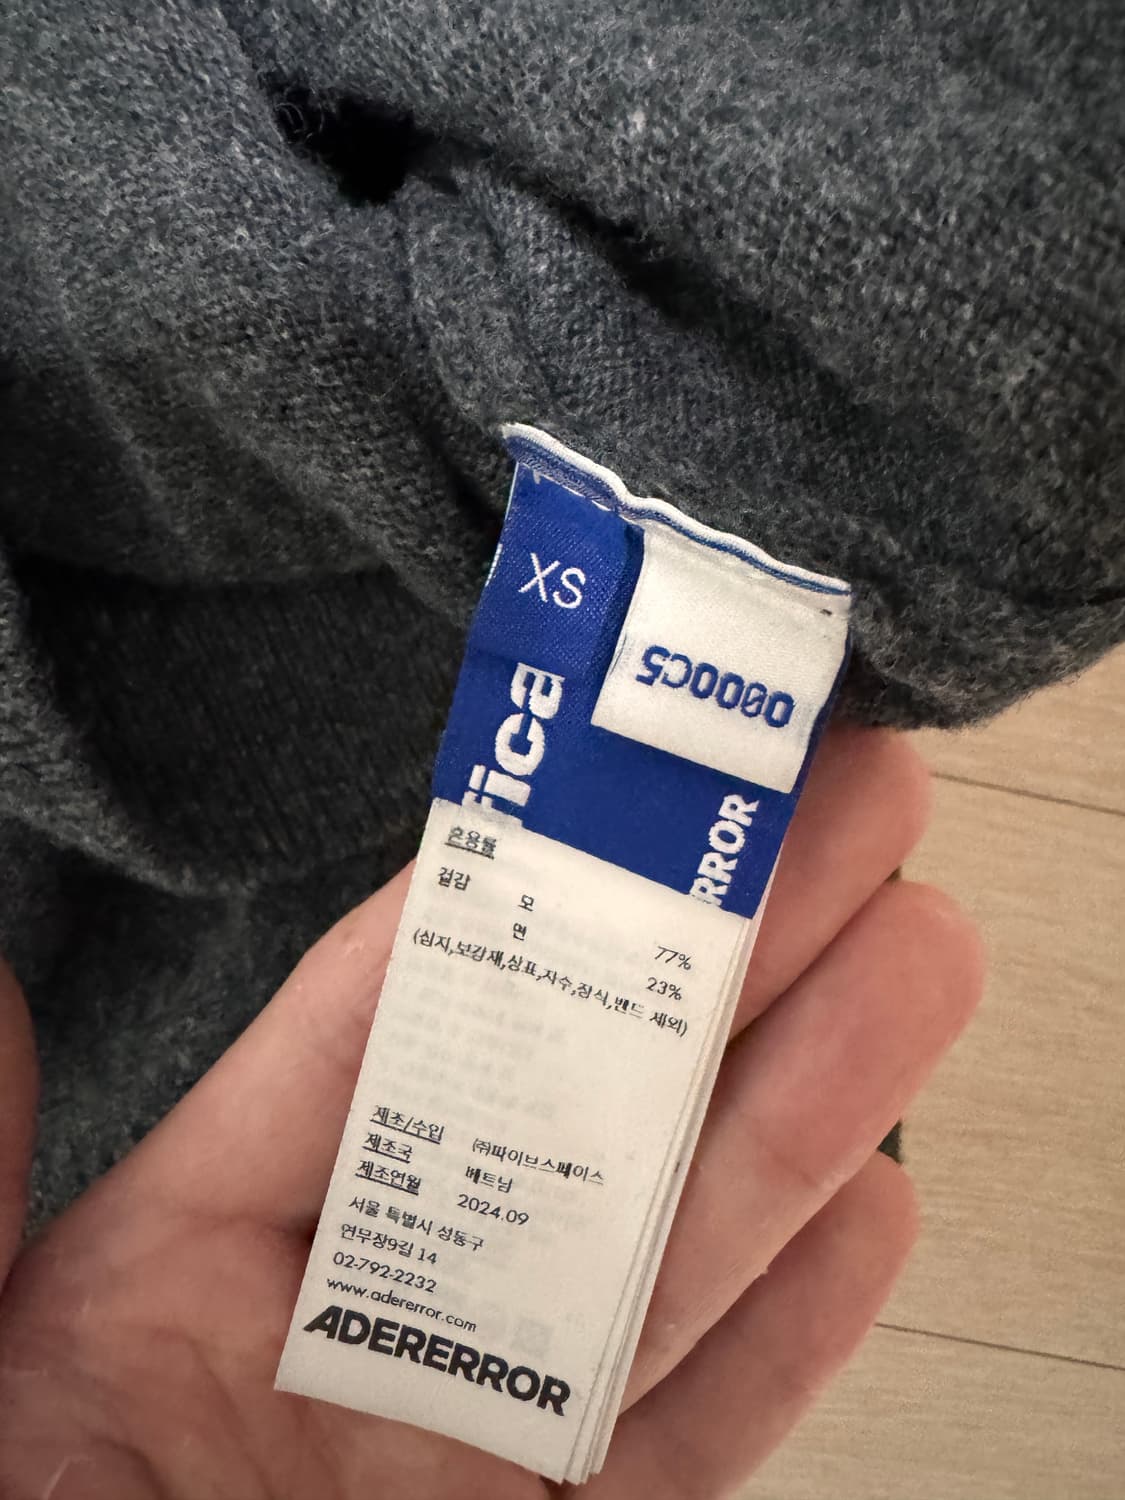 XS
0000C5
fica
RROR
혼용률
겉감
모 77%
면 23%
(심지,보강재,상표,자수,장식,밴드 제외)
제조/수입 ㈜파이브스페이스
제조국 베트남
제조연월 2024.09
서울 특별시 성동구
연무장9길 14
02-792-2232
www.adererror.com
ADERERROR